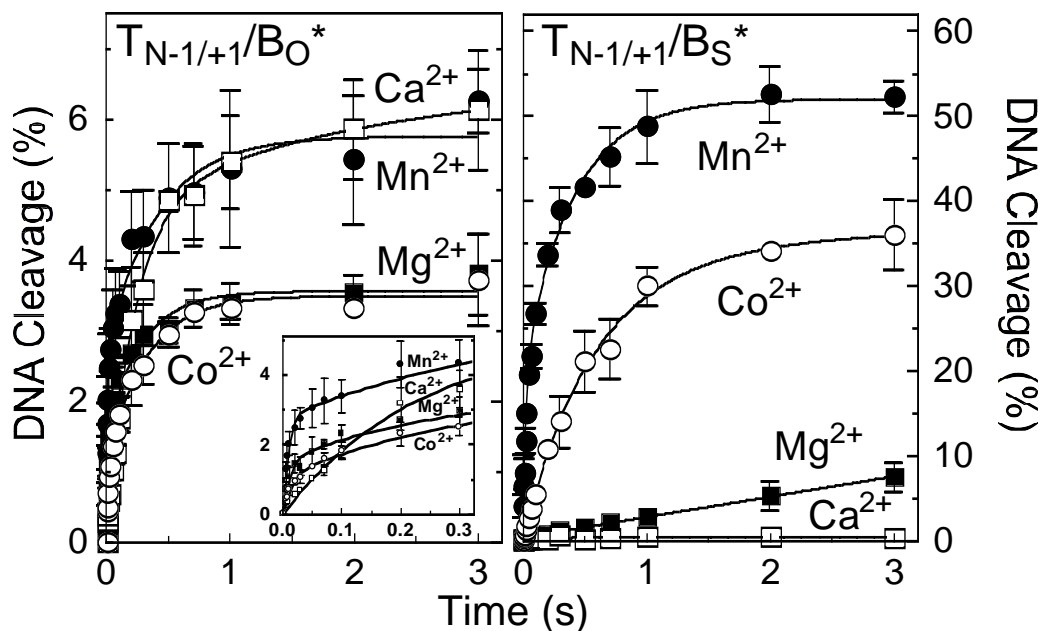 T_N-1/+1/B_O*
Ca2+
Mn2+
Mg2+
Co2+
DNA Cleavage (%)
6
4
2
0
0 1 2 3
Mn2+
Ca2+
Mg2+
Co2+
4
2
0
0.0 0.1 0.2 0.3
T_N-1/+1/B_S*
Mn2+
Co2+
Mg2+
Ca2+
60
50
40
30
20
10
0
DNA Cleavage (%)
0 1 2 3
Time (s)